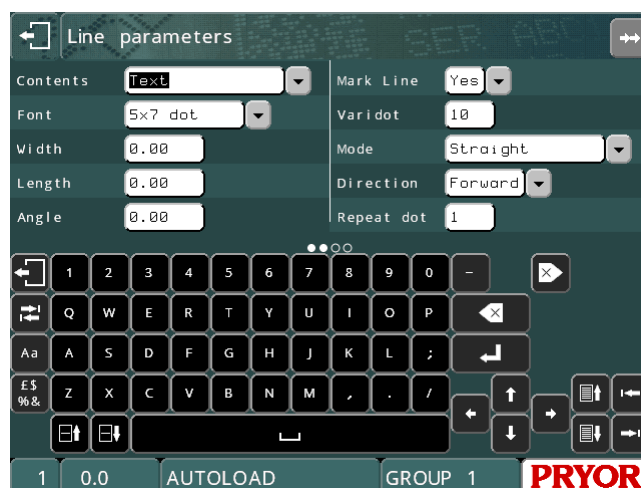 Line parameters
Contents Text Mark Line Yes
Font 5x7 dot Varidot 10
Width 0.00 Mode Straight
Length 0.00 Direction Forward
Angle 0.00 Repeat dot 1
1 2 3 4 5 6 7 8 9 0 -
Q W E R T Y U I O P
Aa A S D F G H J K L ;
£$ %& Z X C V B N M , . /
1 0.0 AUTOLOAD GROUP 1 PRYOR